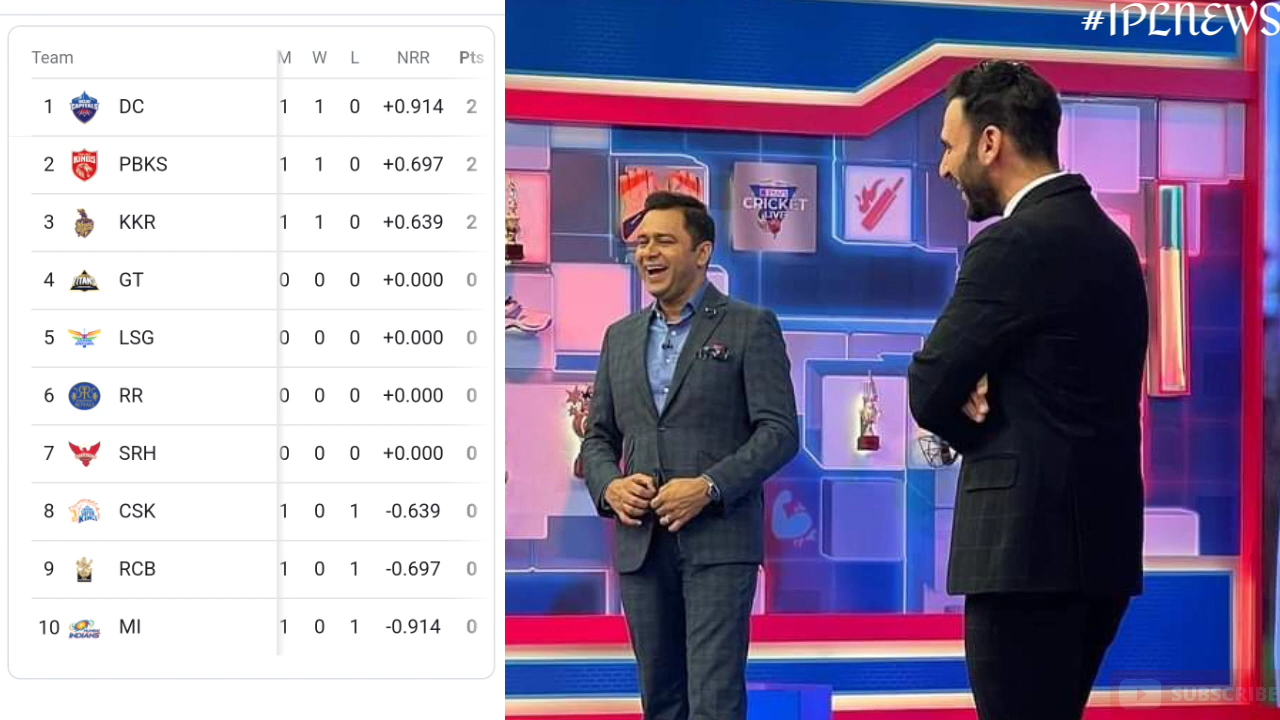 Team M W L NRR Pts
1 DC 1 1 0 +0.914 2
2 PBKS 1 1 0 +0.697 2
3 KKR 1 1 0 +0.639 2
4 GT 0 0 0 +0.000 0
5 LSG 0 0 0 +0.000 0
6 RR 0 0 0 +0.000 0
7 SRH 0 0 0 +0.000 0
8 CSK 1 0 1 -0.639 0
9 RCB 1 0 1 -0.697 0
10 MI 1 0 1 -0.914 0
#IPLNEWS
CRICKET
LIVE
SUBSCRIBE